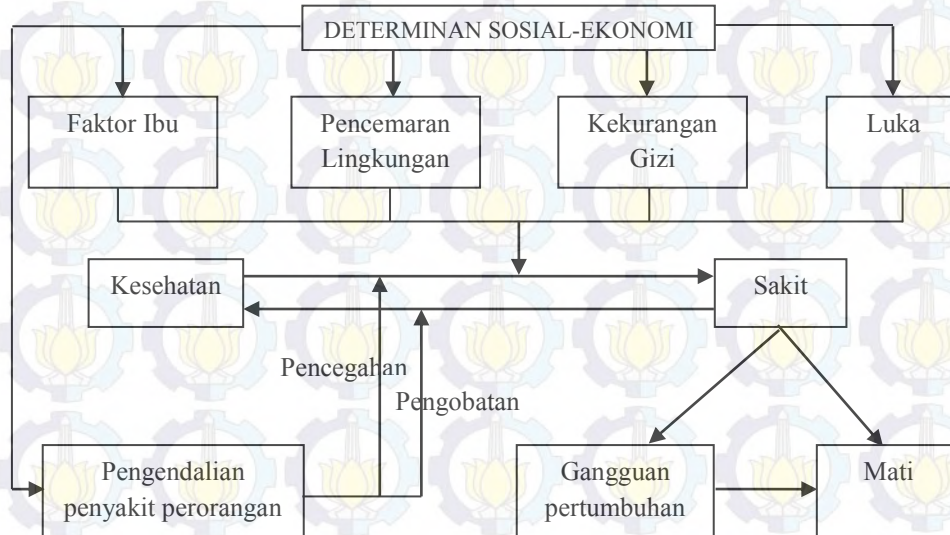 DETERMINAN SOSIAL-EKONOMI
Faktor Ibu
Pencemaran
Lingkungan
Kekurangan
Gizi
Luka
Kesehatan
Sakit
Pencegahan
Pengobatan
Pengendalian
penyakit perorangan
Gangguan
pertumbuhan
Mati